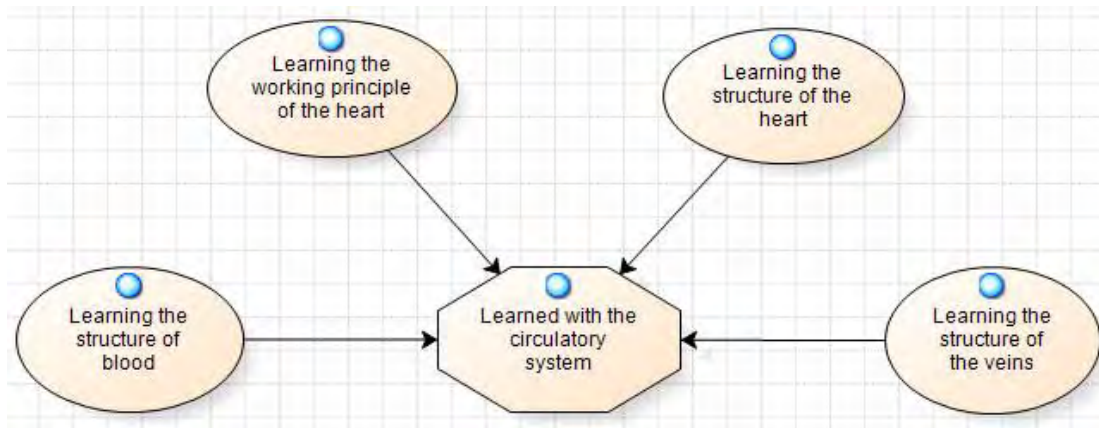 Learning the
working principle
of the heart
Learning the
structure of the
heart
Learning the
structure of
blood
Learned with the
circulatory
system
Learning the
structure of
the veins